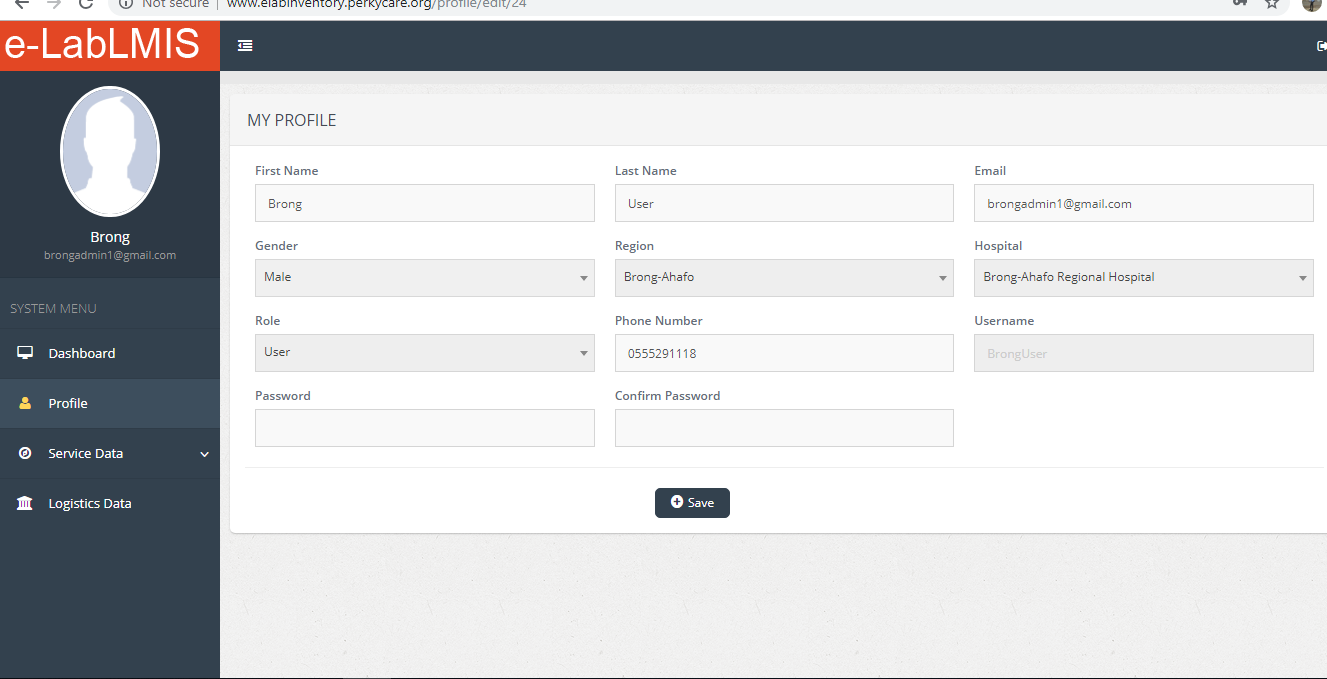 Not secure | www.elabinventory.perkycare.org/profile/edit/24
e-LabLMIS
Brong
brongadmin1@gmail.com
SYSTEM MENU
Dashboard
Profile
Service Data
Logistics Data
MY PROFILE
First Name Last Name Email
Brong User brongadmin1@gmail.com
Gender Region Hospital
Male Brong-Ahafo Brong-Ahafo Regional Hospital
Role Phone Number Username
User 0555291118 BrongUser
Password Confirm Password
Save